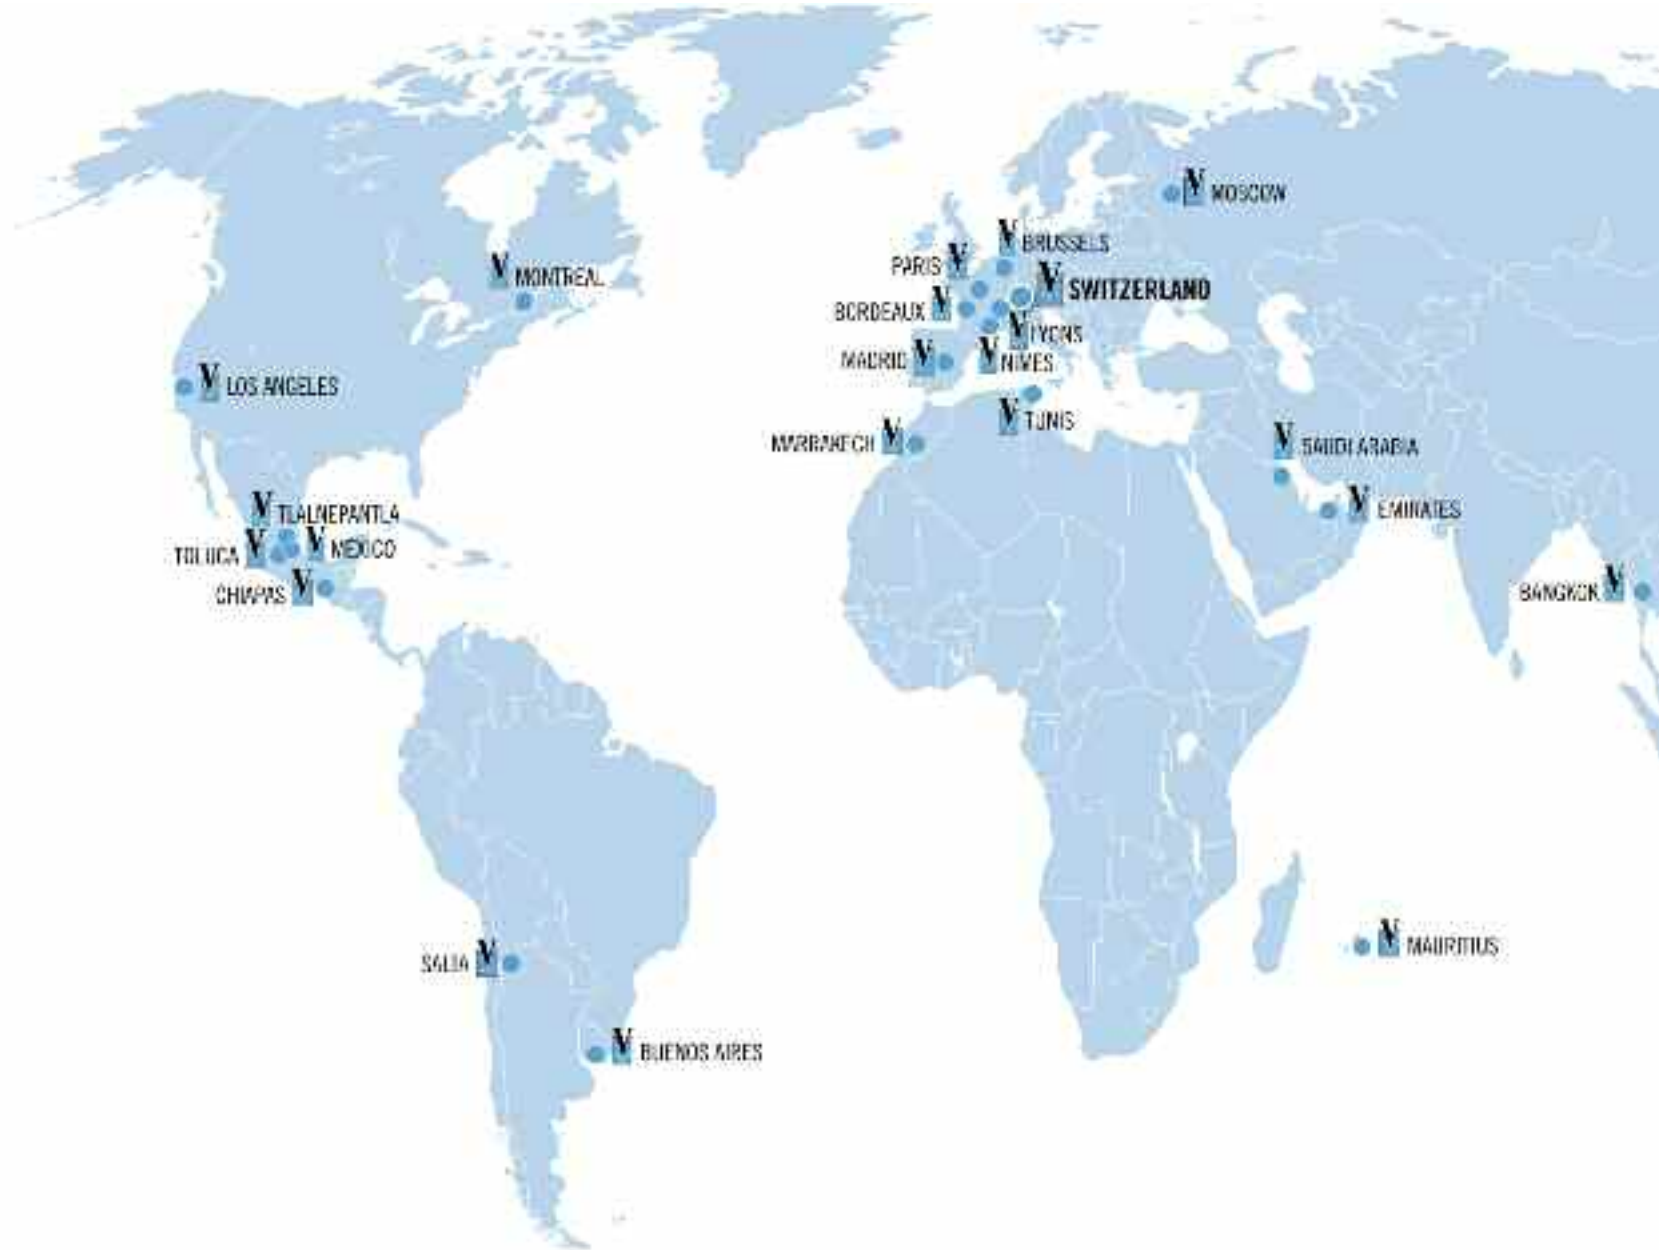 V MOSCOW
V BRUSSELS
PARIS V
V SWITZERLAND
V MONTREAL
BORDEAUX V
V LYONS
MADRID V
V NIMES
V LOS ANGELES
V TUNIS
MARRAKECH V
V SAUDI ARABIA
V EMIRATES
V TLALNEPANTLA
TOLUCA V
V MEXICO
CHIAPAS V
BANGKOK V
SALTA V
V MAURITIUS
V BUENOS AIRES